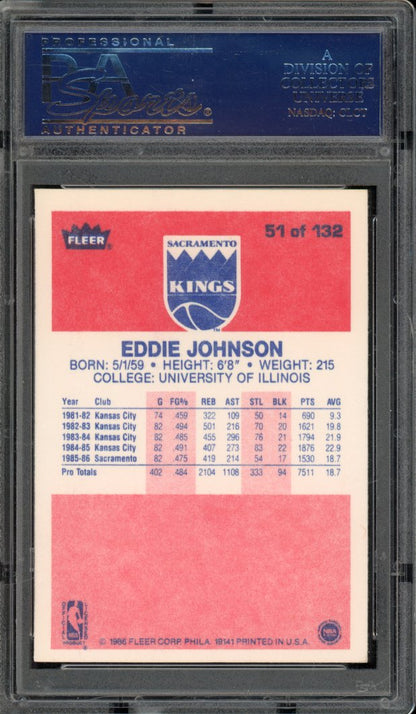 PROFESSIONAL
PSA
Sports®
AUTHENTICATOR
A
DIVISION OF
COLLECTORS
UNIVERSE
NASDAQ: CLCT
FLEER
51 of 132
SACRAMENTO
KINGS
EDDIE JOHNSON
BORN: 5/1/59 • HEIGHT: 6'8" • WEIGHT: 215
COLLEGE: UNIVERSITY OF ILLINOIS
Year Club G FG% REB AST STL BLK PTS AVG
1981-82 Kansas City 74 .459 322 109 50 14 690 9.3
1982-83 Kansas City 82 .494 501 216 70 20 1621 19.8
1983-84 Kansas City 82 .485 455 296 76 21 1794 21.9
1984-85 Kansas City 82 .491 407 273 83 22 1876 22.9
1985-86 Sacramento 82 .475 419 214 54 17 1530 18.7
Pro Totals 402 .484 2104 1108 333 94 7511 18.7
OFFICIAL LICENSED
NBA
PRODUCT
© 1986 FLEER CORP. PHILA. 19141 PRINTED IN U.S.A.
NBA